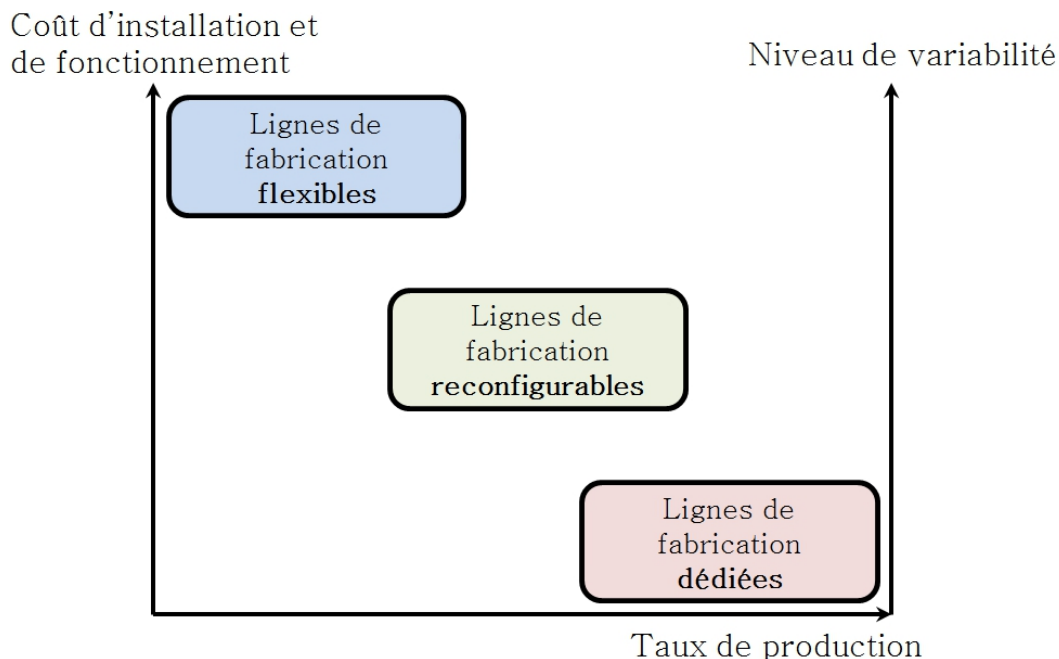 Coût d'installation et
de fonctionnement
Niveau de variabilité
Lignes de
fabrication
flexibles
Lignes de
fabrication
reconfigurables
Lignes de
fabrication
dédiées
Taux de production